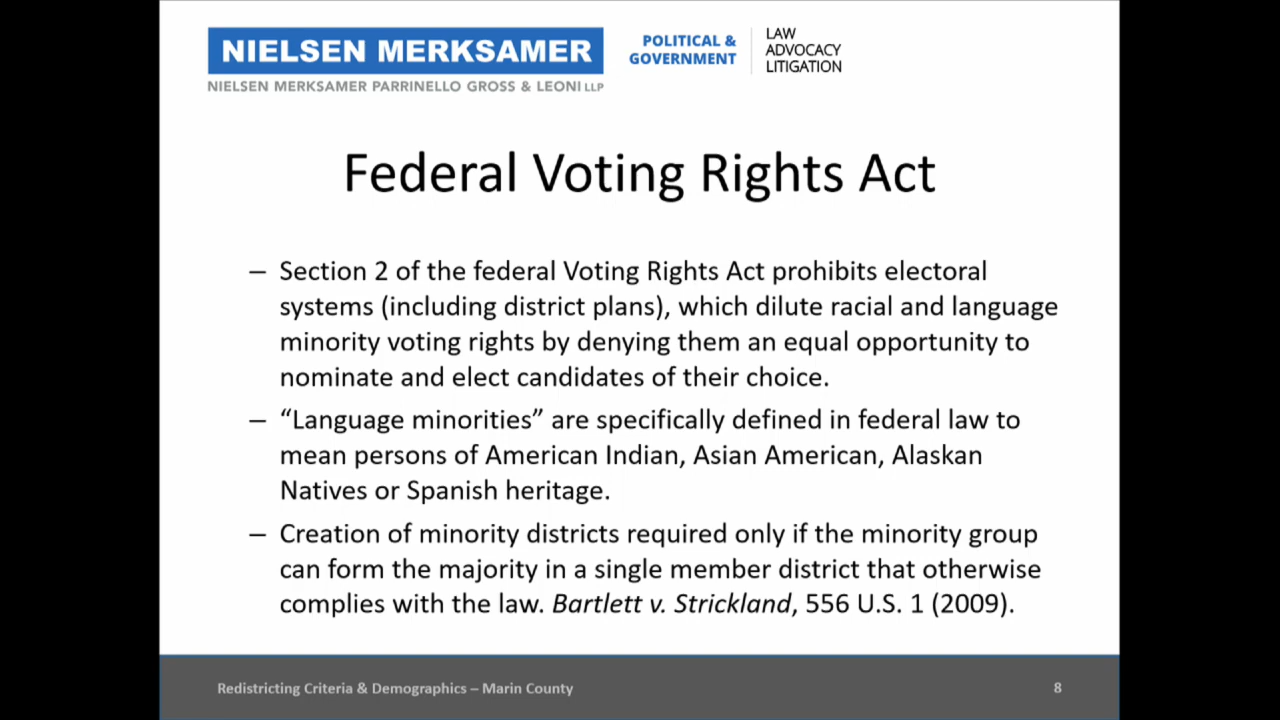 NIELSEN MERKSAMER
NIELSEN MERKSAMER PARRINELLO GROSS & LEONI LLP
POLITICAL &
GOVERNMENT
LAW
ADVOCACY
LITIGATION
Federal Voting Rights Act
– Section 2 of the federal Voting Rights Act prohibits electoral
systems (including district plans), which dilute racial and language
minority voting rights by denying them an equal opportunity to
nominate and elect candidates of their choice.
– “Language minorities” are specifically defined in federal law to
mean persons of American Indian, Asian American, Alaskan
Natives or Spanish heritage.
– Creation of minority districts required only if the minority group
can form the majority in a single member district that otherwise
complies with the law. Bartlett v. Strickland, 556 U.S. 1 (2009).
Redistricting Criteria & Demographics – Marin County
8